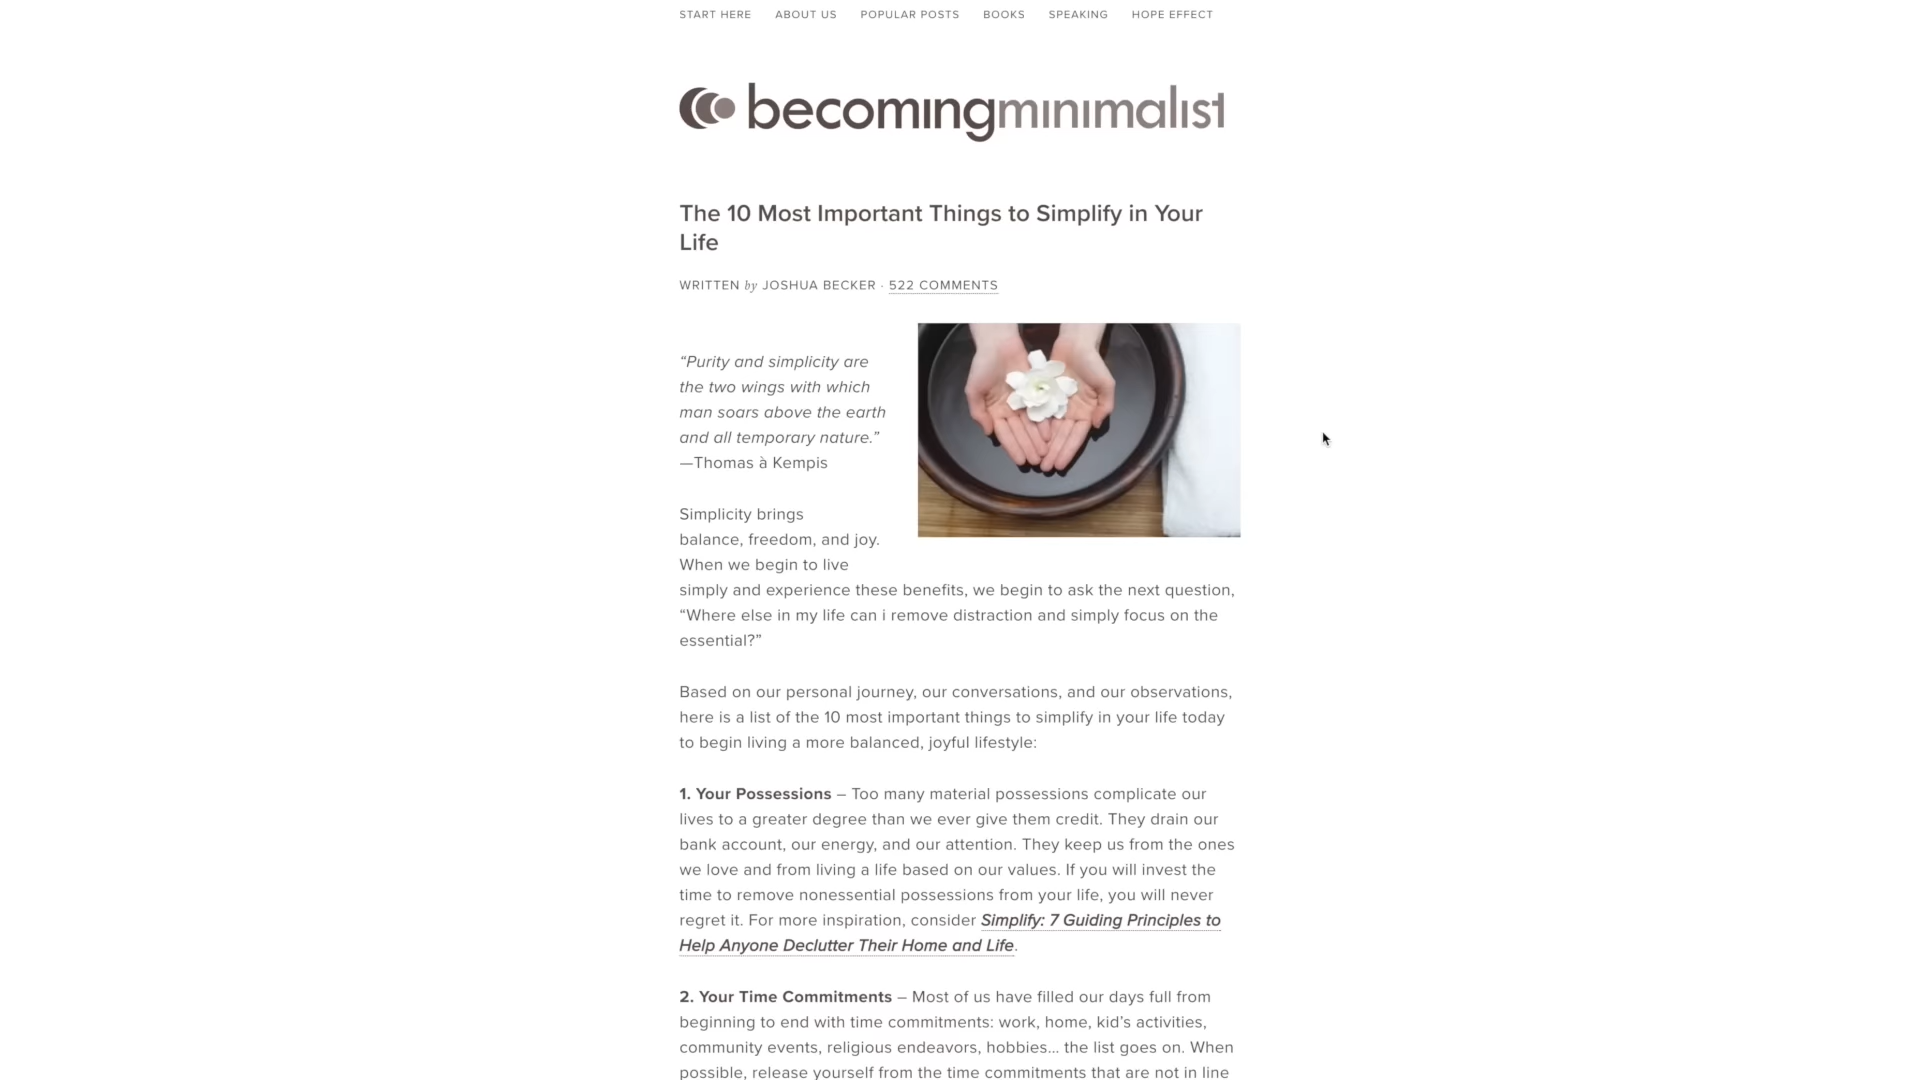 START HERE ABOUT US POPULAR POSTS BOOKS SPEAKING HOPE EFFECT
becomingminimalist
The 10 Most Important Things to Simplify in Your
Life
WRITTEN by JOSHUA BECKER · 522 COMMENTS
“Purity and simplicity are
the two wings with which
man soars above the earth
and all temporary nature.”
—Thomas à Kempis
Simplicity brings
balance, freedom, and joy.
When we begin to live
simply and experience these benefits, we begin to ask the next question,
“Where else in my life can i remove distraction and simply focus on the
essential?”
Based on our personal journey, our conversations, and our observations,
here is a list of the 10 most important things to simplify in your life today
to begin living a more balanced, joyful lifestyle:
1. Your Possessions – Too many material possessions complicate our
lives to a greater degree than we ever give them credit. They drain our
bank account, our energy, and our attention. They keep us from the ones
we love and from living a life based on our values. If you will invest the
time to remove nonessential possessions from your life, you will never
regret it. For more inspiration, consider Simplify: 7 Guiding Principles to
Help Anyone Declutter Their Home and Life.
2. Your Time Commitments – Most of us have filled our days full from
beginning to end with time commitments: work, home, kid’s activities,
community events, religious endeavors, hobbies… the list goes on. When
possible, release yourself from the time commitments that are not in line